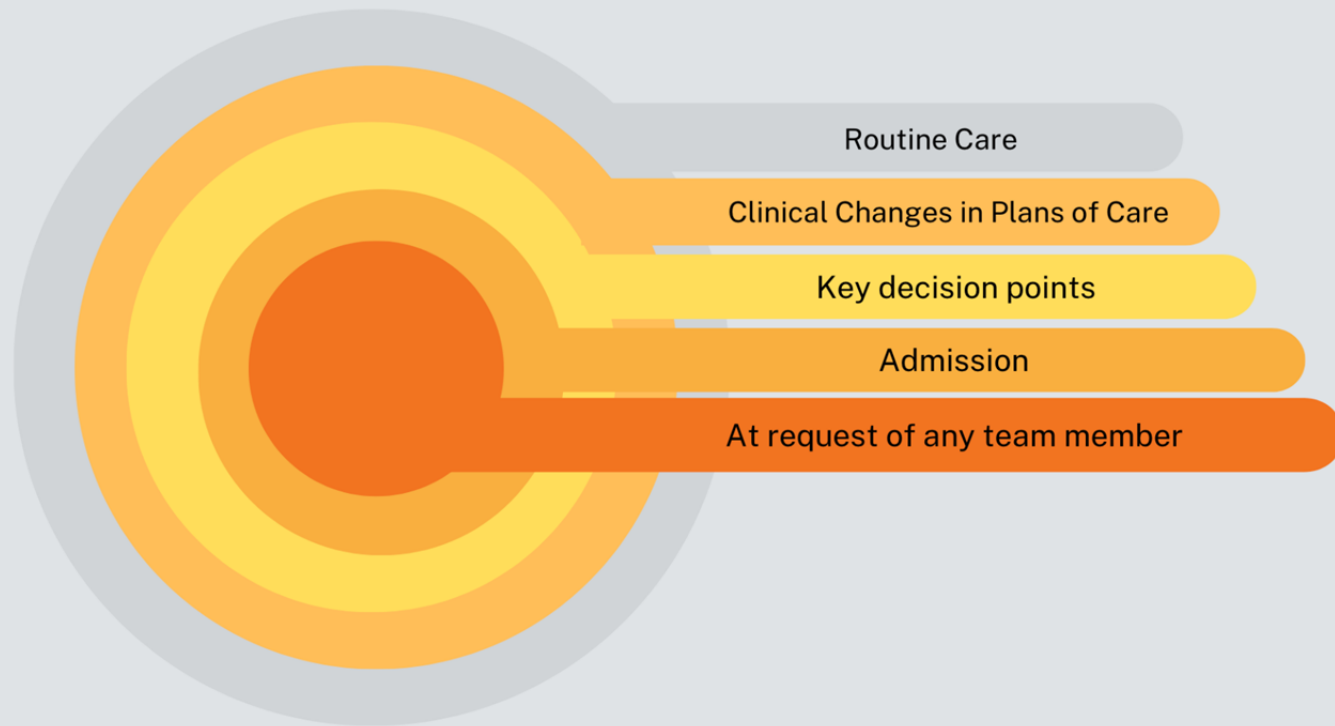 Routine Care
Clinical Changes in Plans of Care
Key decision points
Admission
At request of any team member